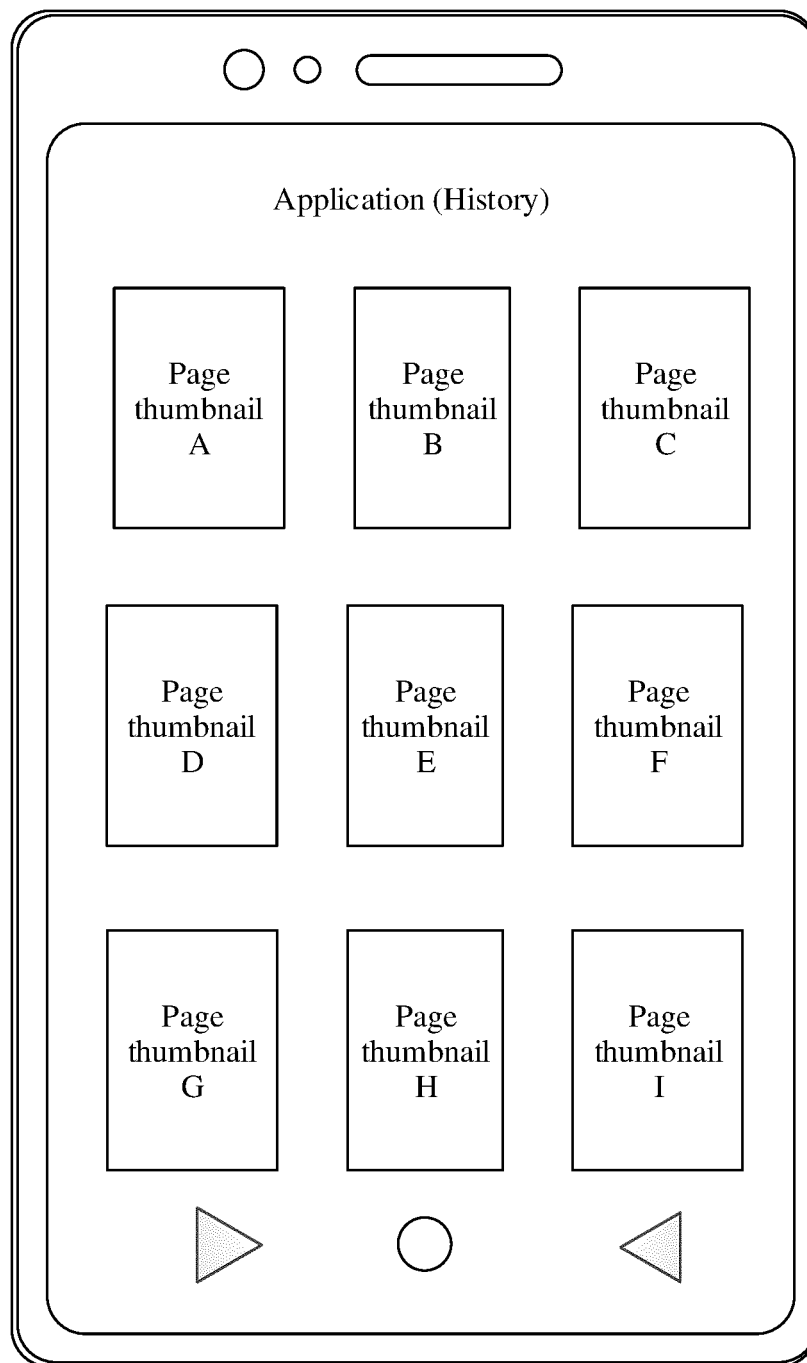 Application (History)
Page
thumbnail
A
Page
thumbnail
B
Page
thumbnail
C
Page
thumbnail
D
Page
thumbnail
E
Page
thumbnail
F
Page
thumbnail
G
Page
thumbnail
H
Page
thumbnail
I